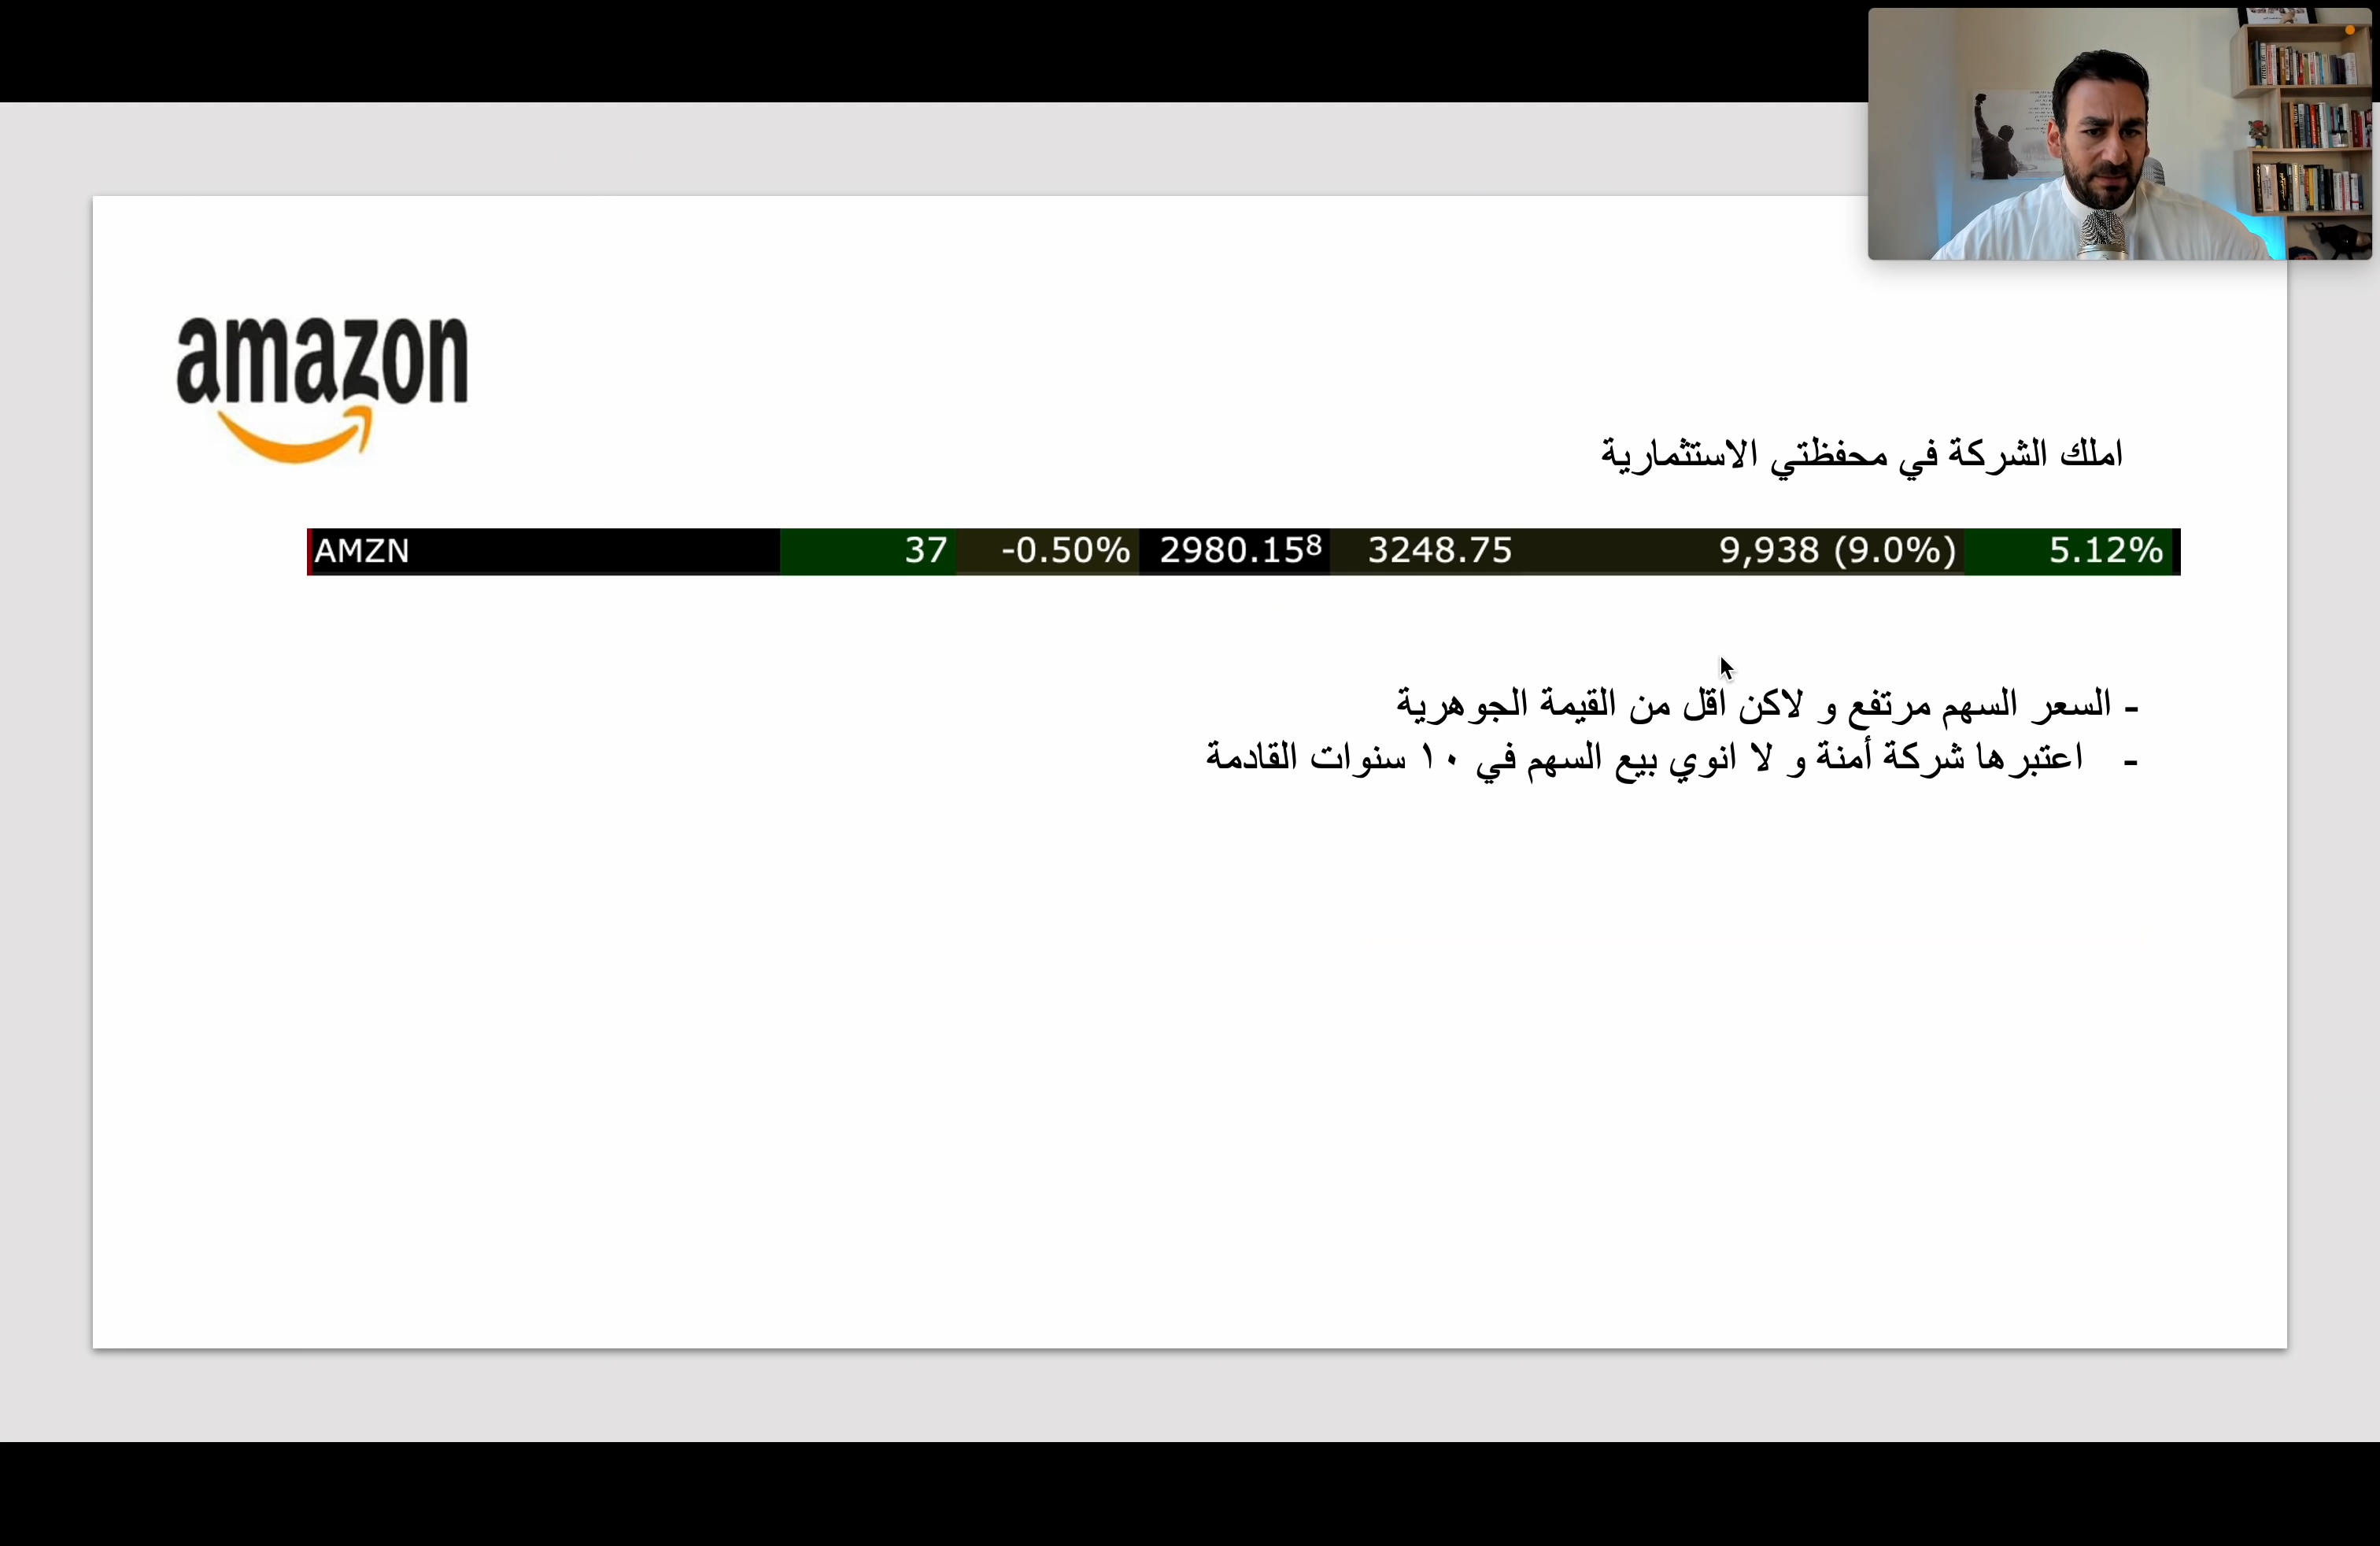 amazon
املك الشركة في محفظتي الاستثمارية
AMZN 37 -0.50% 2980.158 3248.75 9,938 (9.0%) 5.12%
- السعر السهم مرتفع و لاكن اقل من القيمة الجوهرية
- اعتبرها شركة أمنة و لا انوي بيع السهم في ١٠ سنوات القادمة